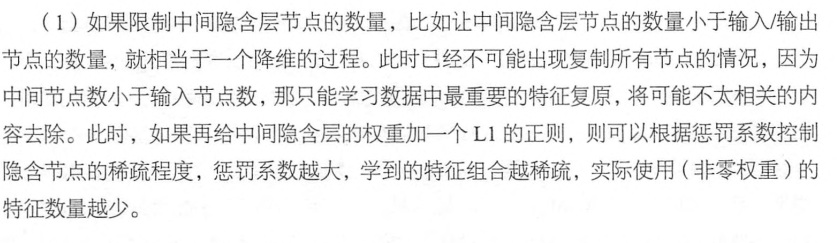 （1）如果限制中间隐含层节点的数量，比如让中间隐含层节点的数量小于输入/输出
节点的数量，就相当于一个降维的过程。此时已经不可能出现复制所有节点的情况，因为
中间节点数小于输入节点数，那只能学习数据中最重要的特征复原，将可能不太相关的内
容去除。此时，如果再给中间隐含层的权重加一个 L1 的正则，则可以根据惩罚系数控制
隐含节点的稀疏程度，惩罚系数越大，学到的特征组合越稀疏，实际使用（非零权重）的
特征数量越少。